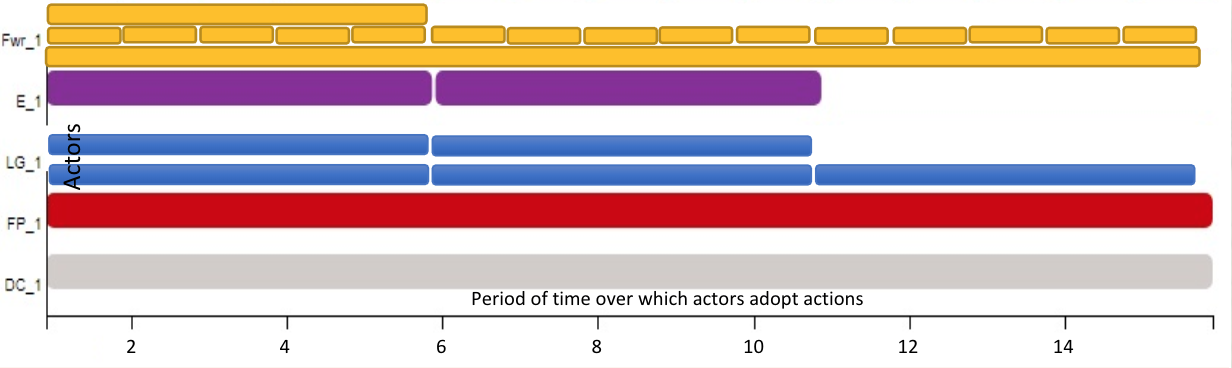 Fwr_1
E_1
Actors
LG_1
FP_1
DC_1
Period of time over which actors adopt actions
2 4 6 8 10 12 14